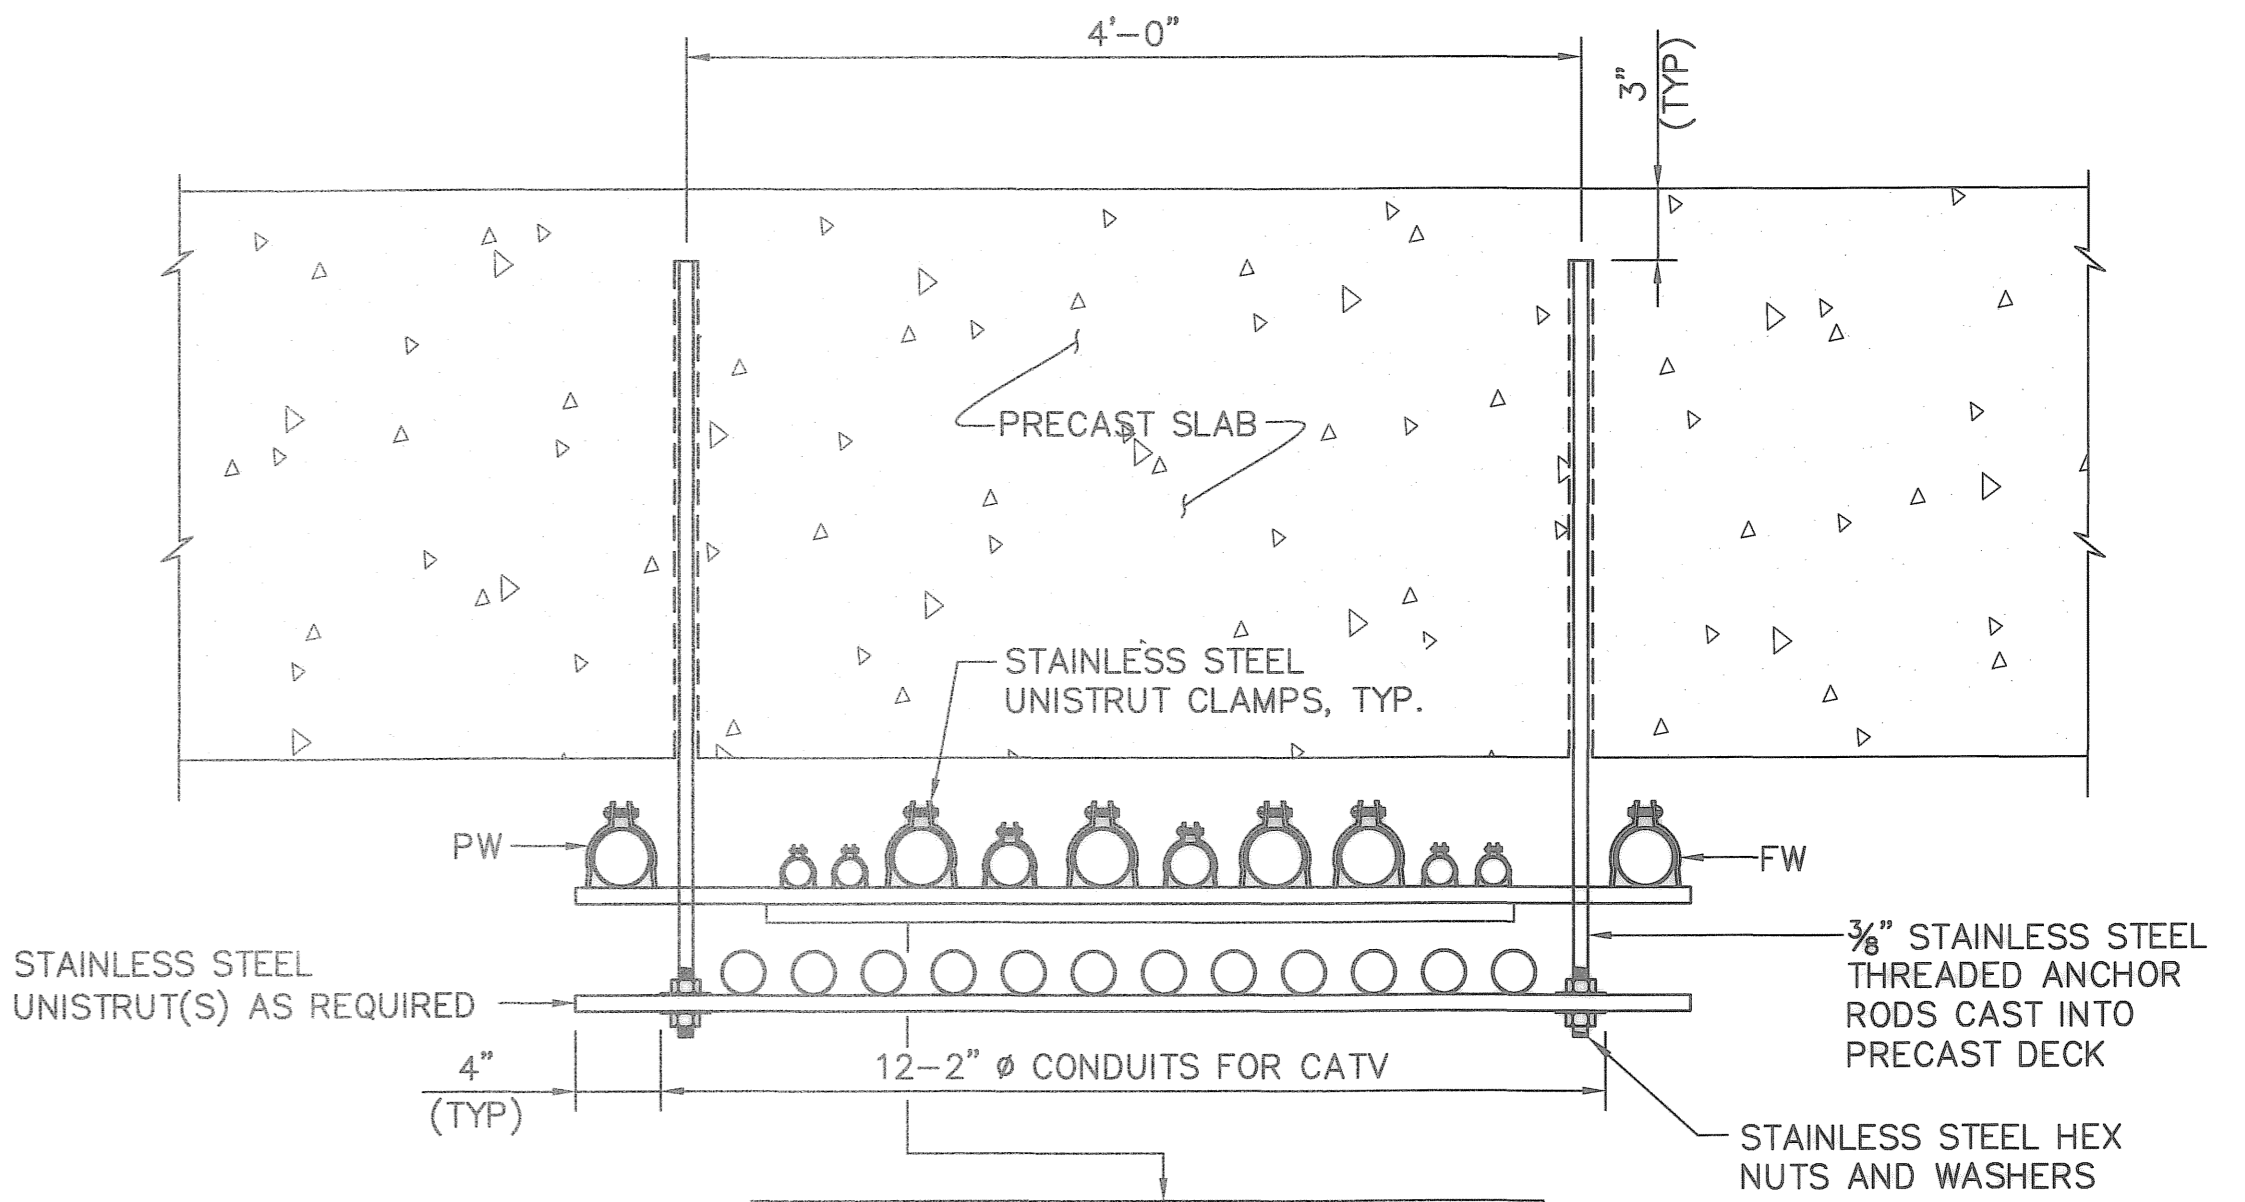 4'-0"
3"
(TYP)
PRECAST SLAB
STAINLESS STEEL
UNISTRUT CLAMPS, TYP.
PW
FW
STAINLESS STEEL
UNISTRUT(S) AS REQUIRED
3/8" STAINLESS STEEL
THREADED ANCHOR
RODS CAST INTO
PRECAST DECK
4"
(TYP)
12-2" Ø CONDUITS FOR CATV
STAINLESS STEEL HEX
NUTS AND WASHERS